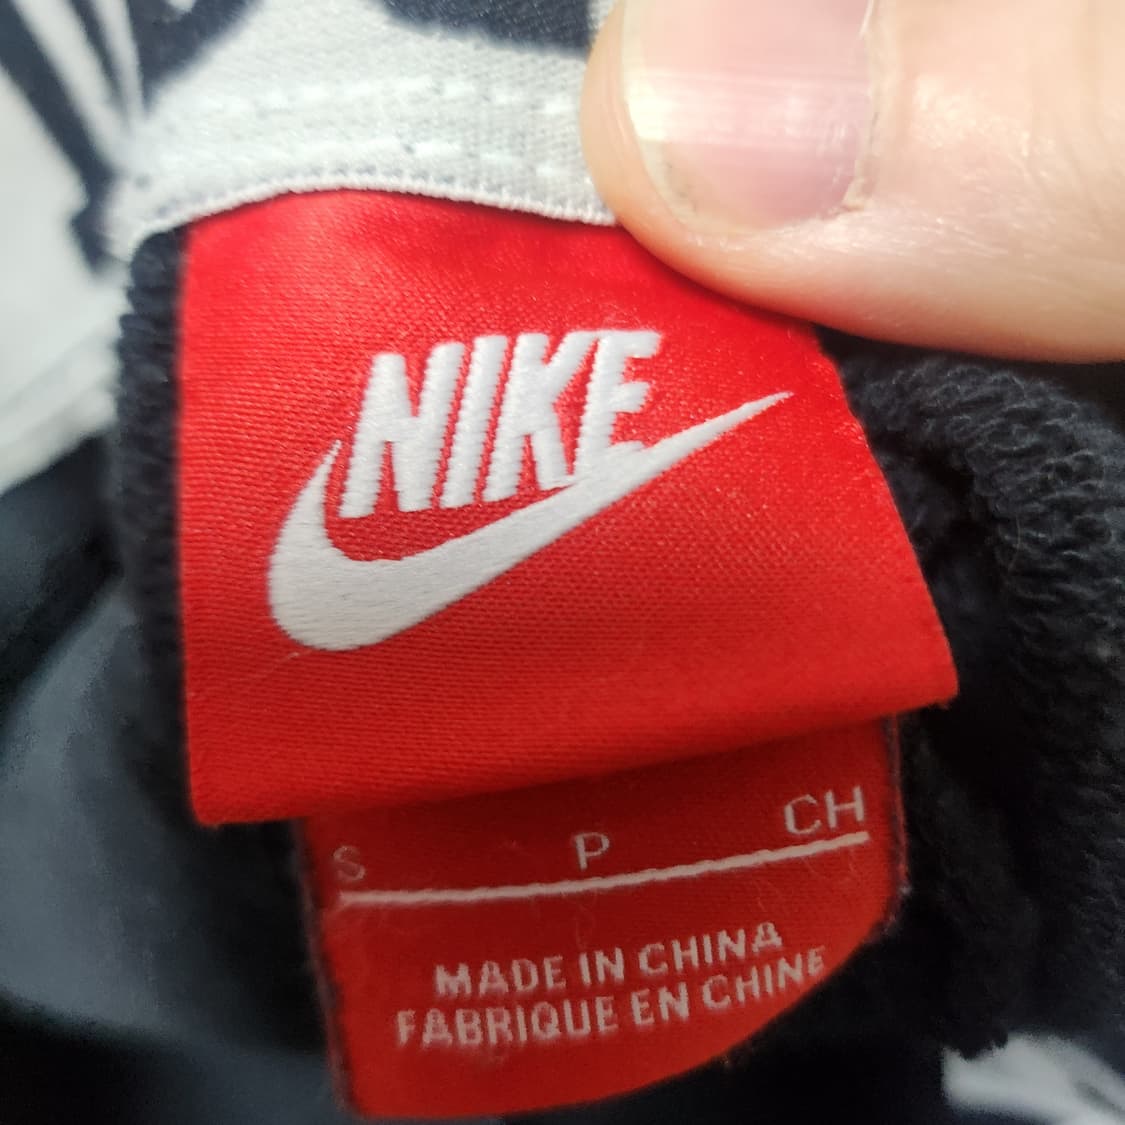 NIKE
S P CH
MADE IN CHINA
FABRIQUE EN CHINE